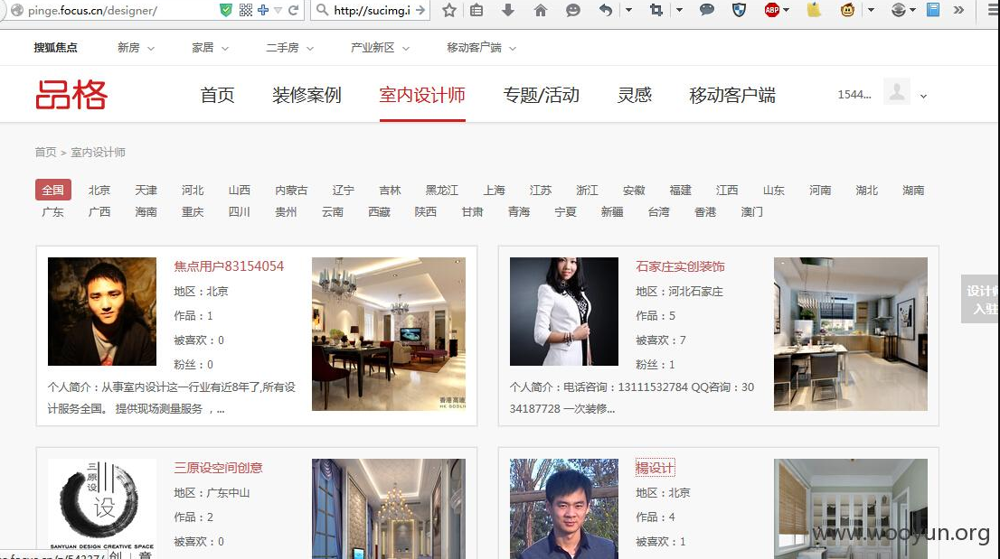 pinge.focus.cn/designer/
http://sucimg.i
ABP
搜狐焦点 新房 家居 二手房 产业新区 移动客户端
品格 首页 装修案例 室内设计师 专题/活动 灵感 移动客户端 1544...
首页 > 室内设计师
全国 北京 天津 河北 山西 内蒙古 辽宁 吉林 黑龙江 上海 江苏 浙江 安徽 福建 江西 山东 河南 湖北 湖南
广东 广西 海南 重庆 四川 贵州 云南 西藏 陕西 甘肃 青海 宁夏 新疆 台湾 香港 澳门
焦点用户83154054
地区：北京
作品：1
被喜欢：0
粉丝：0
个人简介：从事室内设计这一行业有近8年了,所有设
计服务全国。 提供现场测量服务 ，...
石家庄实创装饰
地区：河北石家庄
作品：5
被喜欢：7
粉丝：1
个人简介：电话咨询：13111532784 QQ咨询：30
34187728 一次装修...
设计师
入驻
三原设空间创意
地区：广东中山
作品：2
被喜欢：0
三原设
设
SANYUAN DESIGN CREATIVE SPACE
楊设计
地区：北京
作品：4
被喜欢：1
www.wooyun.org